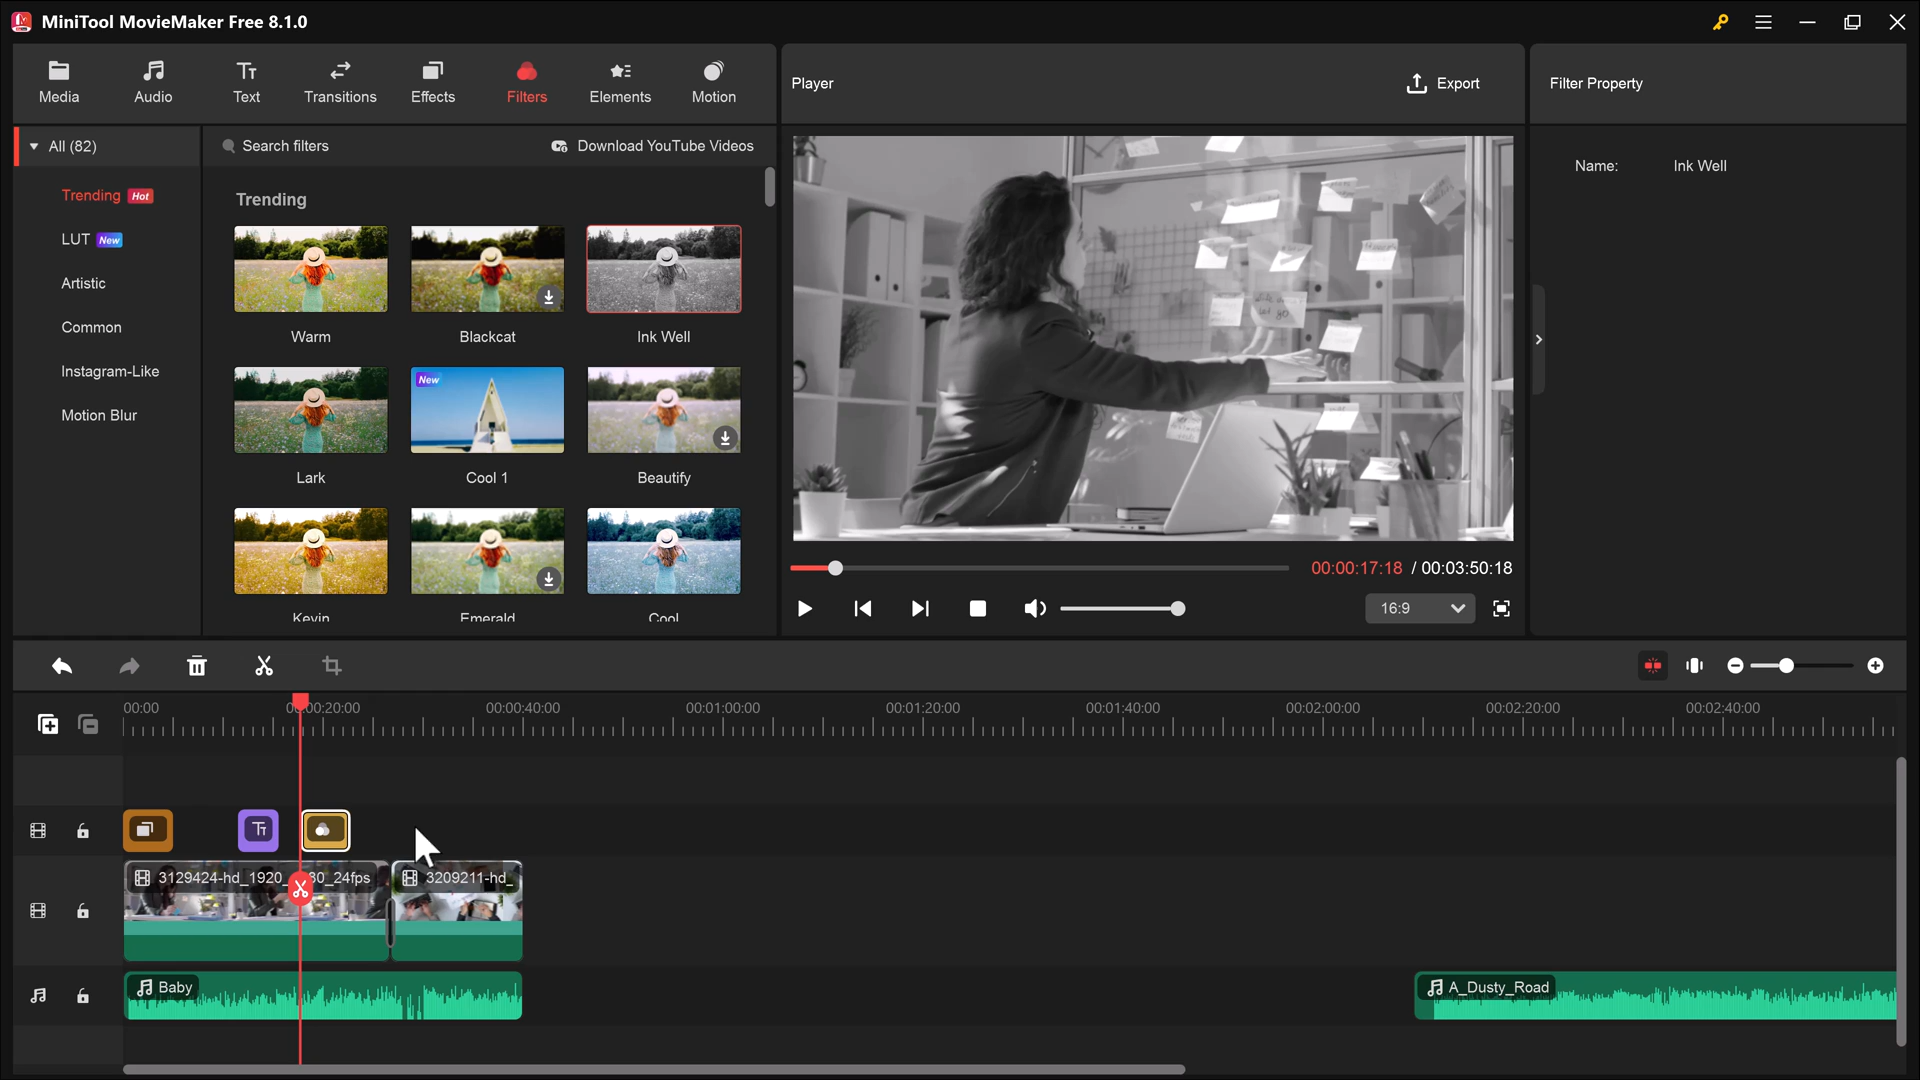 MiniTool MovieMaker Free 8.1.0
Media
Audio
Text
Transitions
Effects
Filters
Elements
Motion
Player
Export
Filter Property
All (82)
Search filters
Download YouTube Videos
Name:
Ink Well
Trending Hot
LUT New
Artistic
Common
Instagram-Like
Motion Blur
Trending
Warm
Blackcat
Ink Well
New
Lark
Cool 1
Beautify
Kevin
Emerald
Cool
00:00:17:18 / 00:03:50:18
16:9
00:00
00:00:20:00
00:00:40:00
00:01:00:00
00:01:20:00
00:01:40:00
00:02:00:00
00:02:20:00
00:02:40:00
3129424-hd_1920_
30_24fps
3209211-hd_
Baby
A_Dusty_Road